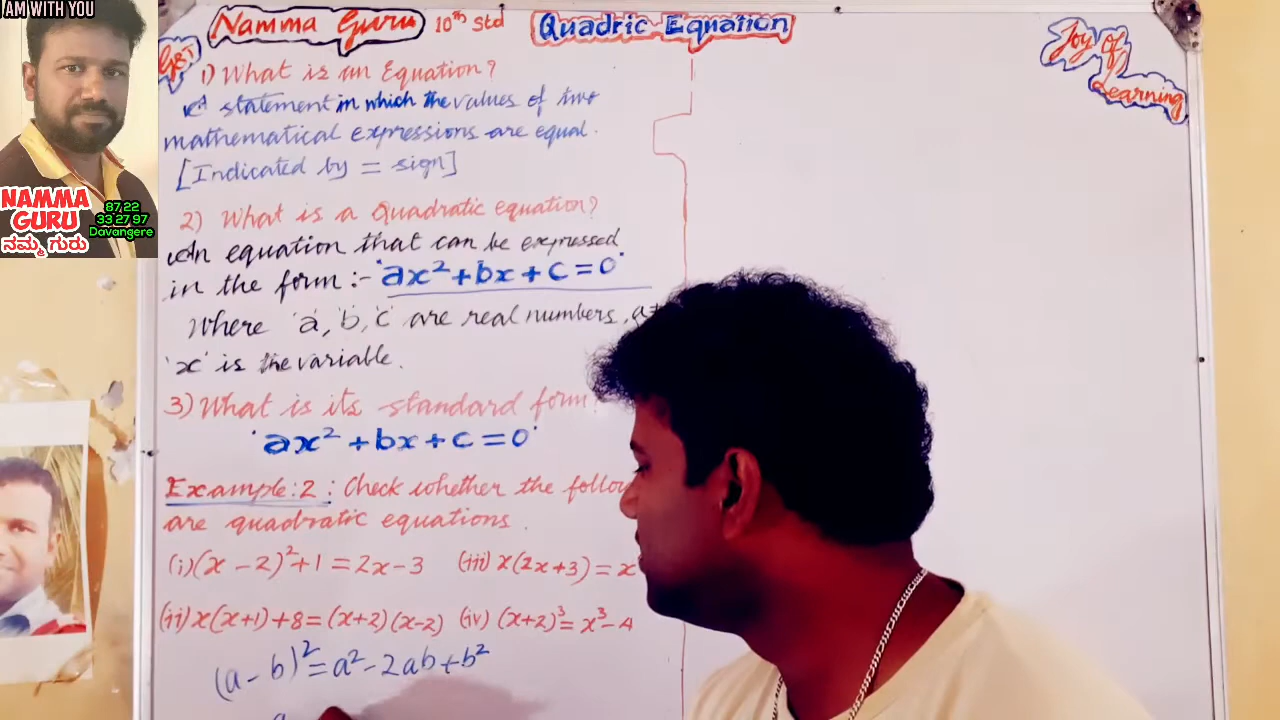 I AM WITH YOU
NAMMA
GURU
ನಮ್ಮ ಗುರು
87 22
33 27 97
Davangere
Namma Guru 10th Std Quadric Equation
Joy of
Learning
1) What is an Equation?
A statement in which the values of two
mathematical expressions are equal.
[Indicated by = sign]
2) What is a Quadratic equation?
An equation that can be expressed
in the form :- 'ax²+bx+c=0'
Where 'a', 'b', 'c' are real numbers,
'x' is the variable.
3) What is its standard form?
'ax²+bx+c=0'
Example:2: Check whether the
are quadratic equations.
(i) (x-2)²+1=2x-3 (iii) x(2x+3)=x
(ii) x(x+1)+8=(x+2)(x-2) (iv) (x+2)³=x³-4
(a-b)²=a²-2ab+b²